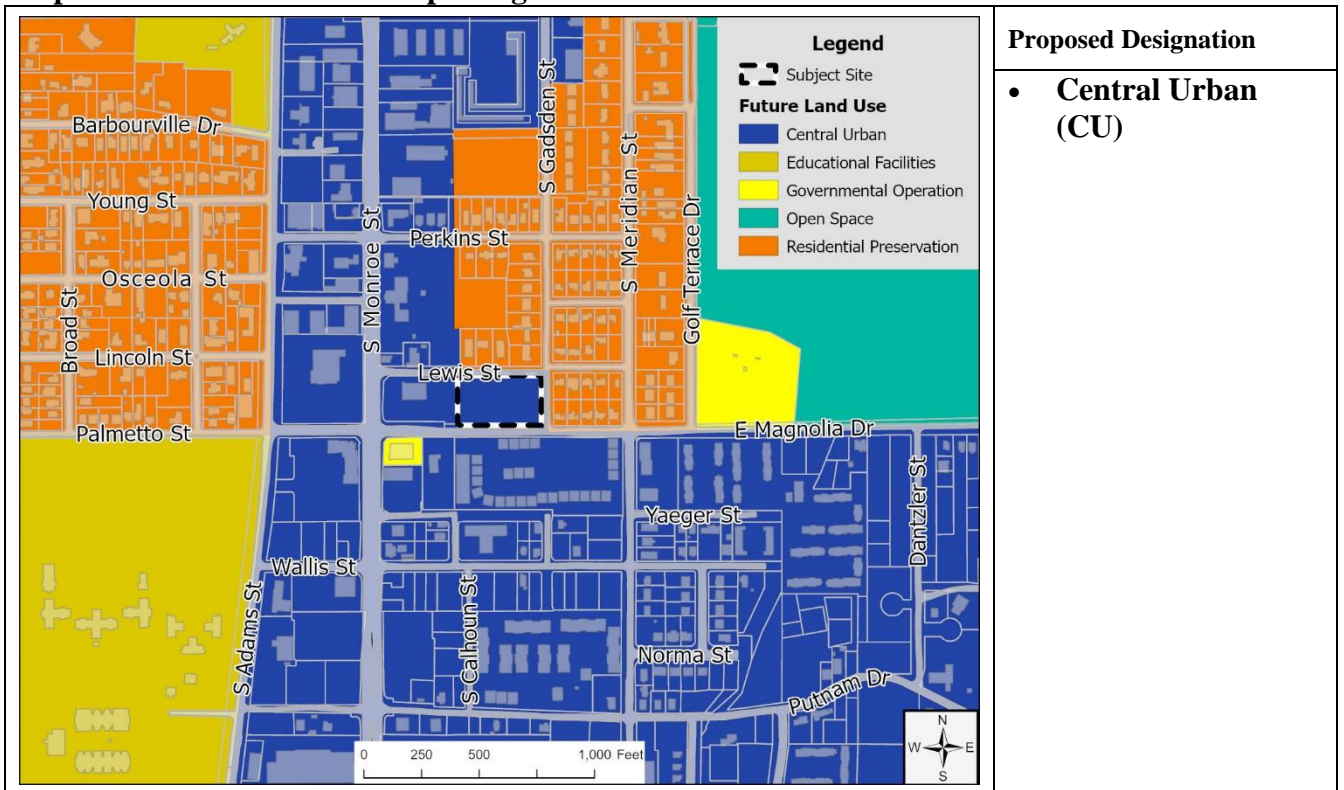 Legend
Subject Site
Future Land Use
Central Urban
Educational Facilities
Governmental Operation
Open Space
Residential Preservation
Proposed Designation
• Central Urban
(CU)
Barbourville Dr
Young St
Osceola St
Broad St
Lincoln St
Palmetto St
S Monroe St
Perkins St
Lewis St
S Gadsden St
S Meridian St
Golf Terrace Dr
E Magnolia Dr
Yaeger St
Dantzler St
Wallis St
S Adams St
S Calhoun St
Norma St
Putnam Dr
0 250 500 1,000 Feet
N
W E
S